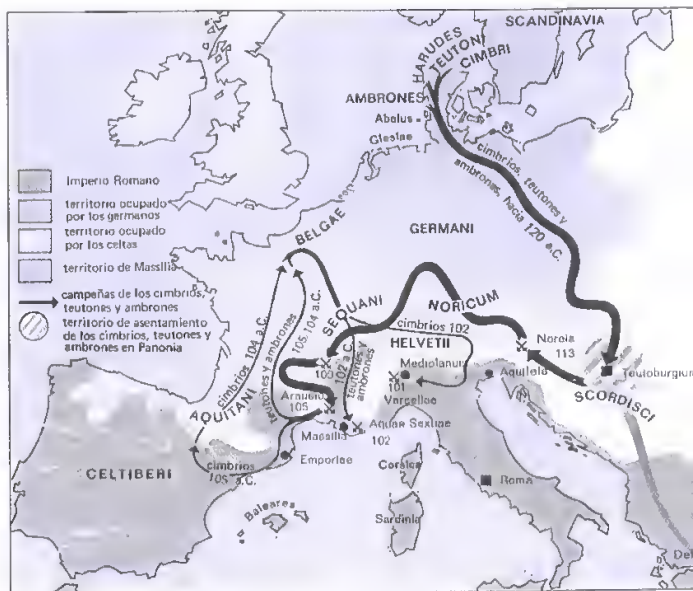 SCANDINAVIA
HARUDES
TEUTONI
CIMBRI
AMBRONES
Abalus
Glesiae
cimbrios, teutones y
ambronas, hacia 120 a.C.
Imperio Romano
territorio ocupado
por los germanos
territorio ocupado
por los celtas
territorio de Massilia
campañas de los cimbrios,
teutones y ambrones
territorio de asentamiento
de los cimbrios, teutones y
ambrones en Panonia
BELGAE
GERMANI
SEQUANI
NORICUM
cimbrios 102
HELVETII
Noreia
113
cimbrios 104 a.C.
teutones y ambrones
105-104 a.C.
102 a.C.
teutones y
ambrones
103
Mediolanum
101
Vercellae
Aquileia
Teutoburgium
SCORDISCI
Arausio
105
AQUITANI
Massilia
Aquae Sextiae
102
CELTIBERI
cimbrios
105 a.C.
Emporiae
Corsica
Roma
Baleares
Sardinia
Del